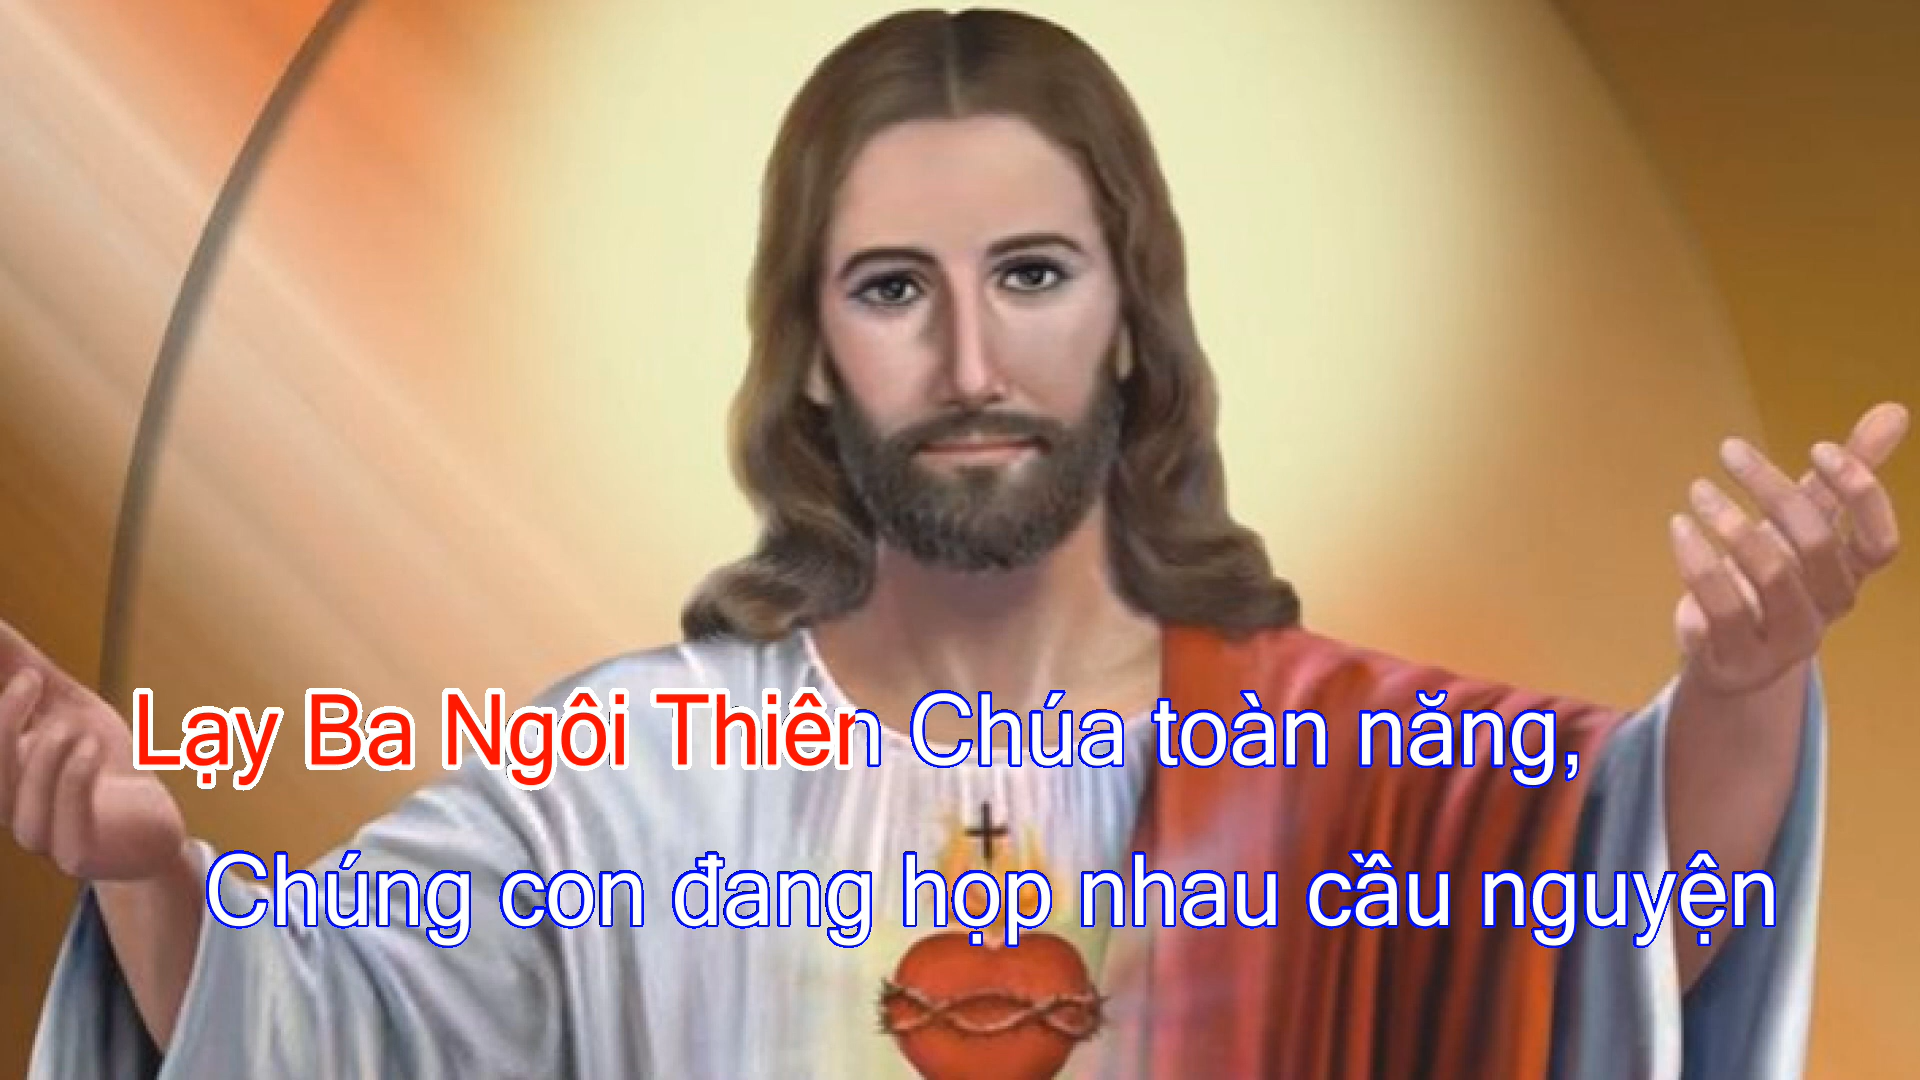 Lạy Ba Ngôi Thiên Chúa toàn năng,
Chúng con đang họp nhau cầu nguyện